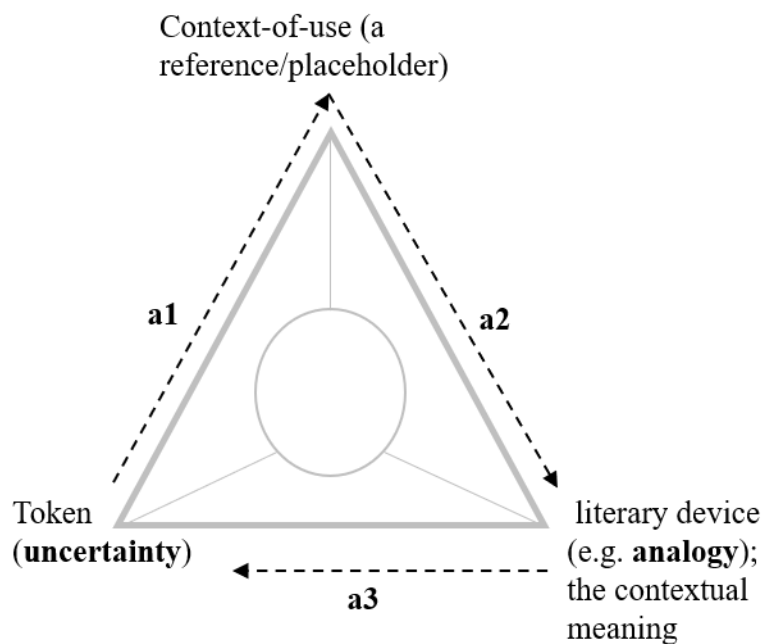 Context-of-use (a
reference/placeholder)
a1
a2
Token
(uncertainty)
literary device
(e.g. analogy);
the contextual
meaning
a3